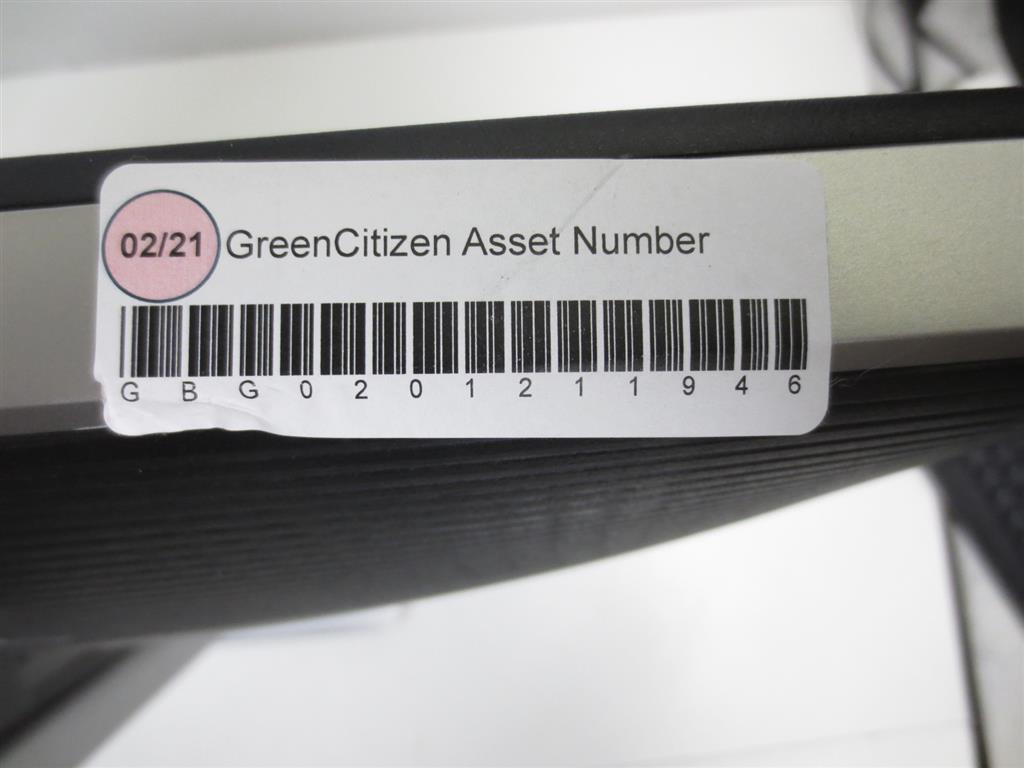 02/21 GreenCitizen Asset Number
G B G 0 2 0 1 2 1 1 9 4 6